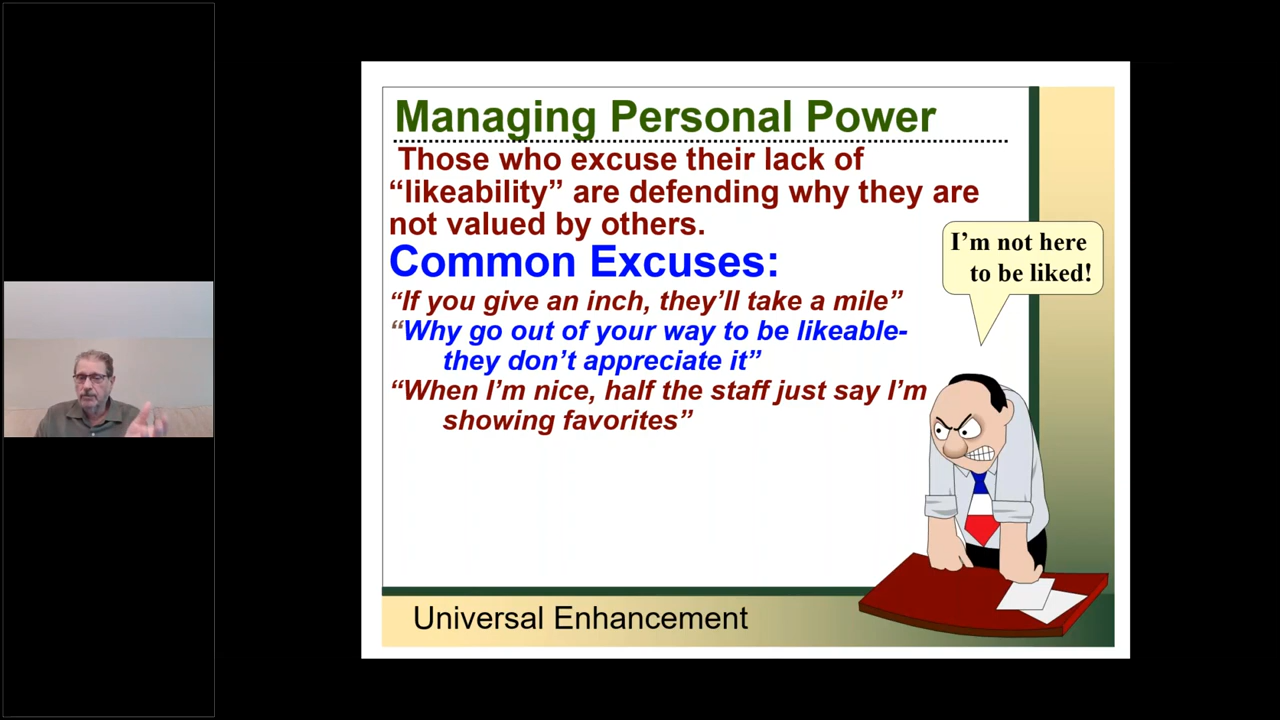 Managing Personal Power
Those who excuse their lack of
“likeability” are defending why they are
not valued by others.
Common Excuses:
“If you give an inch, they’ll take a mile”
“Why go out of your way to be likeable-
they don’t appreciate it”
“When I’m nice, half the staff just say I’m
showing favorites”
I’m not here
to be liked!
Universal Enhancement